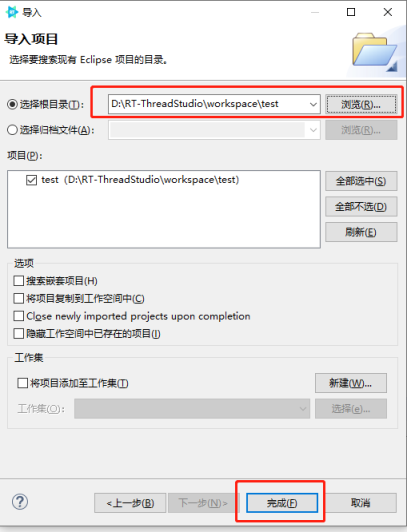 导入
导入项目
选择要搜索现有 Eclipse 项目的目录。
选择根目录(T): D:\RT-ThreadStudio\workspace\test 浏览(R)...
选择归档文件(A): 浏览(R)...
项目(P):
test (D:\RT-ThreadStudio\workspace\test) 全部选中(S)
全部不选(D)
刷新(E)
选项
搜索嵌套项目(H)
将项目复制到工作空间中(C)
Close newly imported projects upon completion
隐藏工作空间中已存在的项目(I)
工作集
将项目添加至工作集(T) 新建(W)...
工作集(O): 选择(e)...
<上一步(B) 下一步(N)> 完成(F) 取消